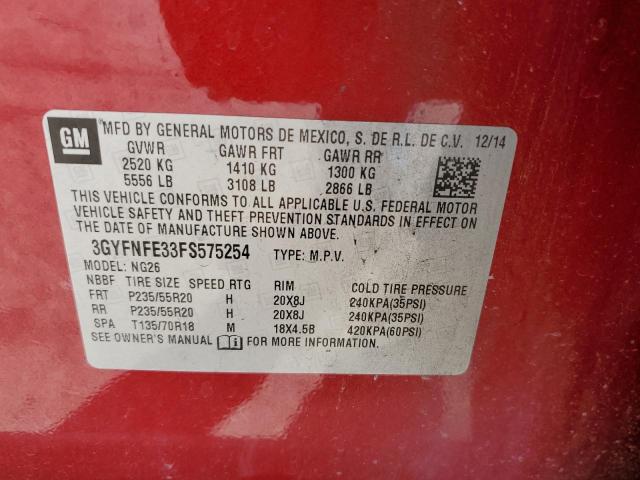 GM
MFD BY GENERAL MOTORS DE MEXICO, S. DE R.L. DE C.V. 12/14
GVWR GAWR FRT GAWR RR
2520 KG 1410 KG 1300 KG
5556 LB 3108 LB 2866 LB
THIS VEHICLE CONFORMS TO ALL APPLICABLE U.S. FEDERAL MOTOR
VEHICLE SAFETY AND THEFT PREVENTION STANDARDS IN EFFECT ON
THE DATE OF MANUFACTURE SHOWN ABOVE.
3GYFNFE33FS575254 TYPE: M.P.V.
MODEL: NG26
NBBF TIRE SIZE SPEED RTG RIM COLD TIRE PRESSURE
FRT P235/55R20 H 20X8J 240KPA(35PSI)
RR P235/55R20 H 20X8J 240KPA(35PSI)
SPA T135/70R18 M 18X4.5B 420KPA(60PSI)
SEE OWNER'S MANUAL FOR MORE INFORMATION.